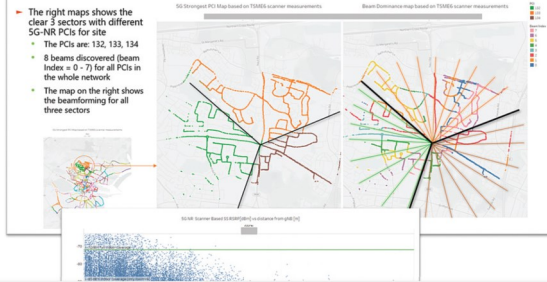 The right maps shows the
clear 3 sectors with different
5G-NR PCIs for site
The PCIs are: 132, 133, 134
8 beams discovered (beam
Index = 0 - 7) for all PCIs in
the whole network
The map on the right shows
the beamforming for all
three sectors
5G Strongest PCI Map based on TSME6 scanner measurements
Beam Dominance map based on TSME6 scanner measurements
5G NR Scanner Based SS RSRP[dBm] vs distance from gNB[m]